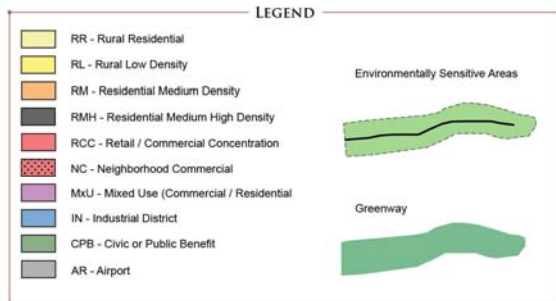 LEGEND
RR - Rural Residential
RL - Rural Low Density
RM - Residential Medium Density
RMH - Residential Medium High Density
RCC - Retail / Commercial Concentration
NC - Neighborhood Commercial
MxU - Mixed Use (Commercial / Residential
IN - Industrial District
CPB - Civic or Public Benefit
AR - Airport
Environmentally Sensitive Areas
Greenway